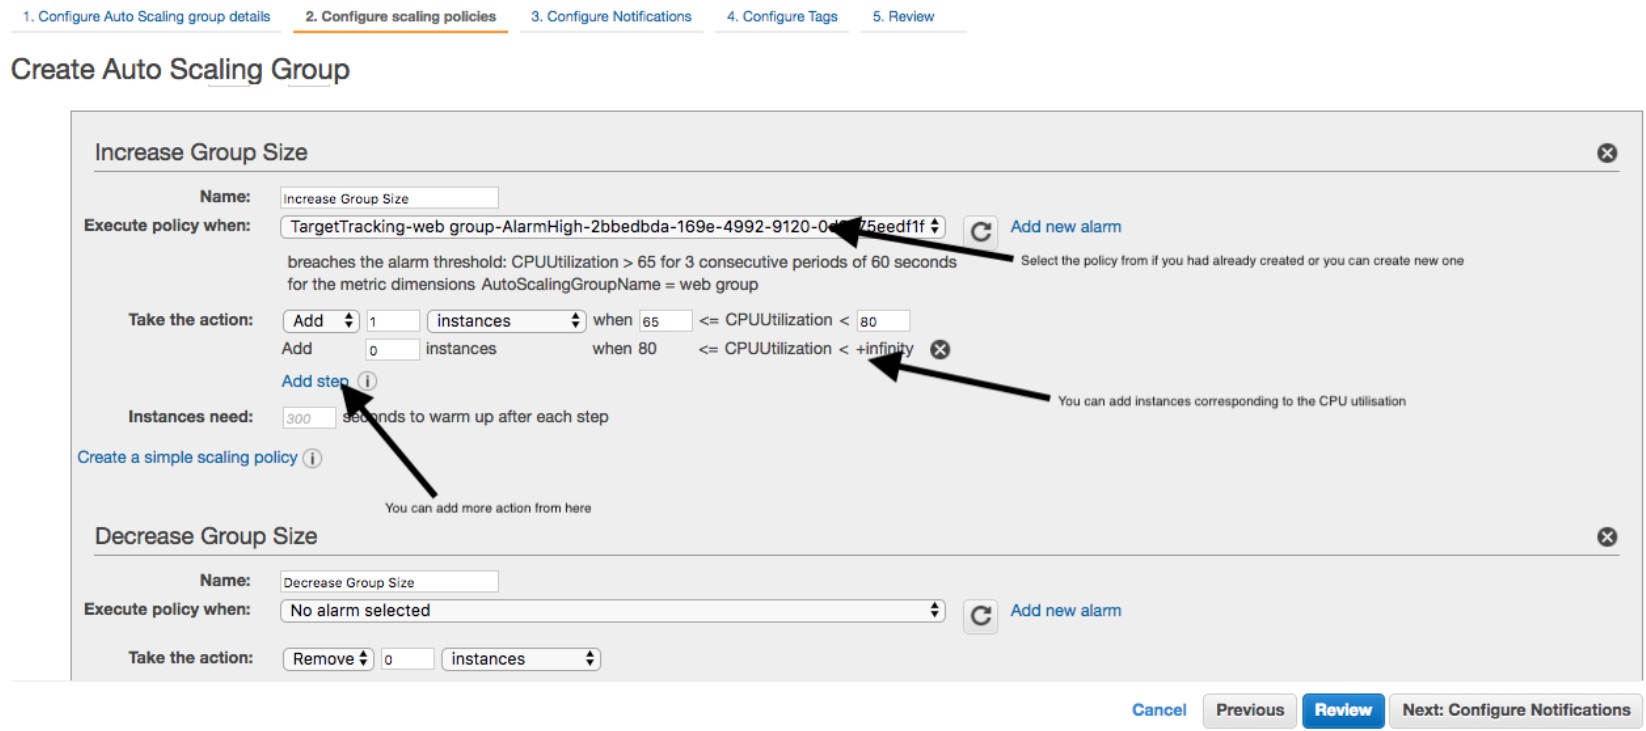 1. Configure Auto Scaling group details 2. Configure scaling policies 3. Configure Notifications 4. Configure Tags 5. Review
Create Auto Scaling Group
Increase Group Size
Name: Increase Group Size
Execute policy when: TargetTracking-web group-AlarmHigh-2bbedbda-169e-4992-9120- Add new alarm
breaches the alarm threshold: CPUUtilization > 65 for 3 consecutive periods of 60 seconds
Select the policy from if you had already created or you can create new one
for the metric dimensions AutoScalingGroupName = web group
Take the action: Add 1 instances when 65 <= CPUUtilization < 80
Add 0 instances when 80 <= CPUUtilization < +infinity
Add step i
You can add instances corresponding to the CPU utilisation
Instances need: 300 seconds to warm up after each step
Create a simple scaling policy i
You can add more action from here
Decrease Group Size
Name: Decrease Group Size
Execute policy when: No alarm selected Add new alarm
Take the action: Remove 0 instances
Cancel Previous Review Next: Configure Notifications